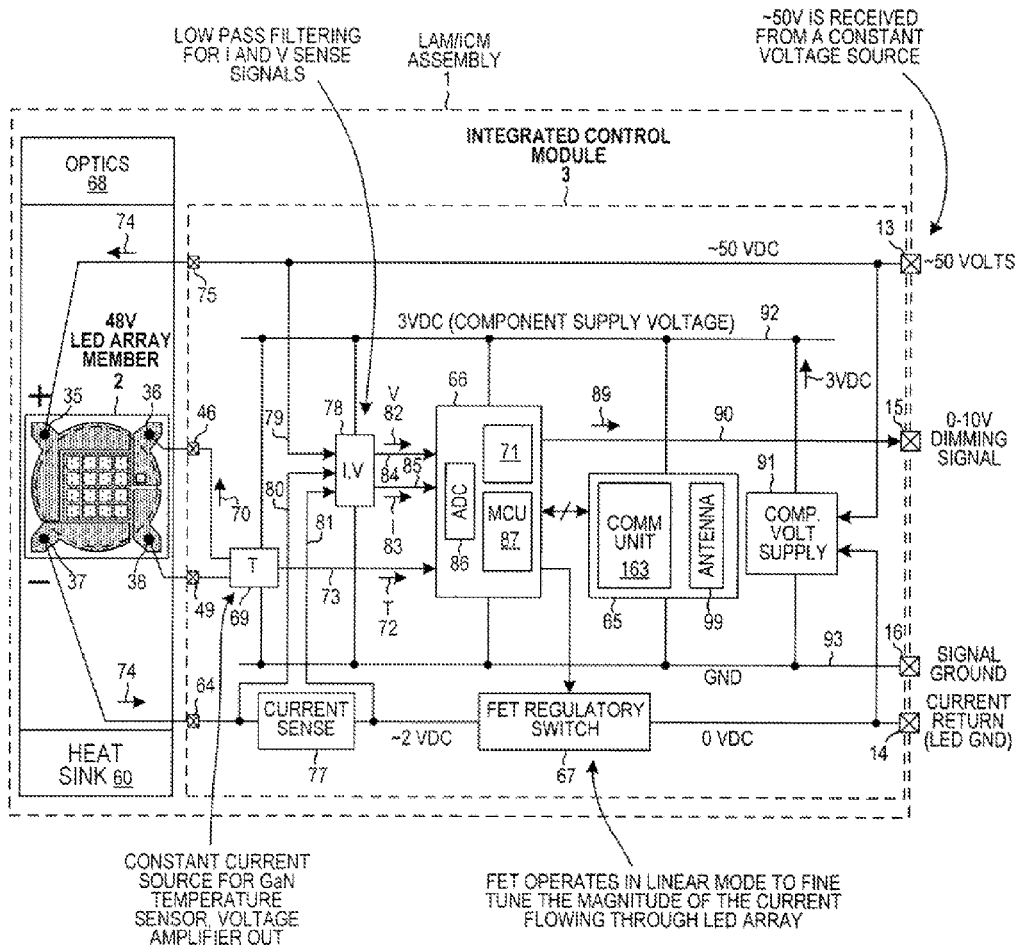 LOW PASS FILTERING
FOR I AND V SENSE
SIGNALS
LAM/ICM
ASSEMBLY
1
~50V IS RECEIVED
FROM A CONSTANT
VOLTAGE SOURCE
INTEGRATED CONTROL
MODULE
3
OPTICS
68
74
75
~50 VDC
13
~50 VOLTS
48V
LED ARRAY
MEMBER
2
3VDC (COMPONENT SUPPLY VOLTAGE)
92
3VDC
+
35
36
46
79
78
I.V
V
82
84
85
83
66
71
ADC
86
MCU
87
89
90
15
0-10V
DIMMING
SIGNAL
91
COMP.
VOLT
SUPPLY
COMM
UNIT
163
ANTENNA
65
99
70
80
81
T
69
73
T
72
–
37
38
49
93
16
SIGNAL
GROUND
GND
74
64
CURRENT
SENSE
77
~2 VDC
FET REGULATORY
SWITCH
67
0 VDC
CURRENT
RETURN
(LED GND)
14
HEAT
SINK 60
CONSTANT CURRENT
SOURCE FOR GaN
TEMPERATURE
SENSOR, VOLTAGE
AMPLIFIER OUT
FET OPERATES IN LINEAR MODE TO FINE
TUNE THE MAGNITUDE OF THE CURRENT
FLOWING THROUGH LED ARRAY